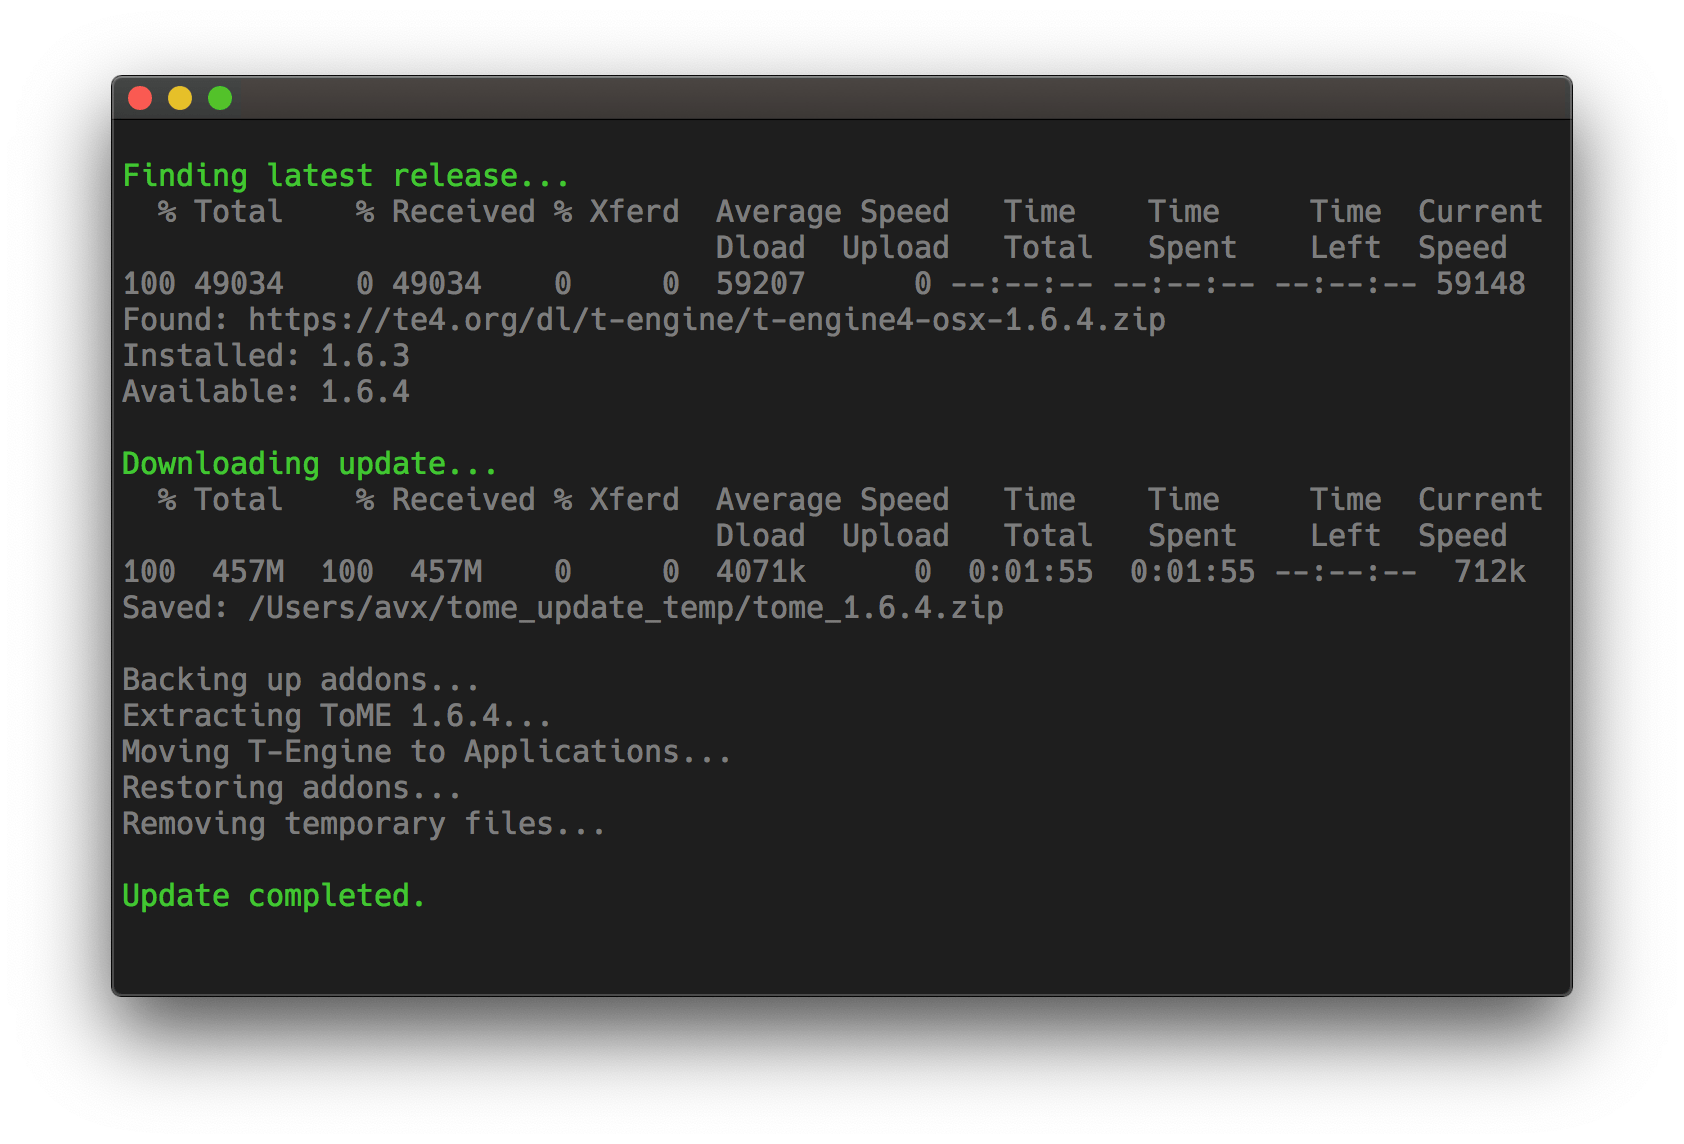 Finding latest release...
  % Total    % Received % Xferd  Average Speed   Time    Time     Time  Current
                                 Dload  Upload   Total   Spent    Left  Speed
100 49034    0 49034    0     0  59207      0 --:--:-- --:--:-- --:--:-- 59148
Found: https://te4.org/dl/t-engine/t-engine4-osx-1.6.4.zip
Installed: 1.6.3
Available: 1.6.4
Downloading update...
  % Total    % Received % Xferd  Average Speed   Time    Time     Time  Current
                                 Dload  Upload   Total   Spent    Left  Speed
100  457M  100  457M    0     0  4071k      0  0:01:55  0:01:55 --:--:--  712k
Saved: /Users/avx/tome_update_temp/tome_1.6.4.zip
Backing up addons...
Extracting ToME 1.6.4...
Moving T-Engine to Applications...
Restoring addons...
Removing temporary files...
Update completed.